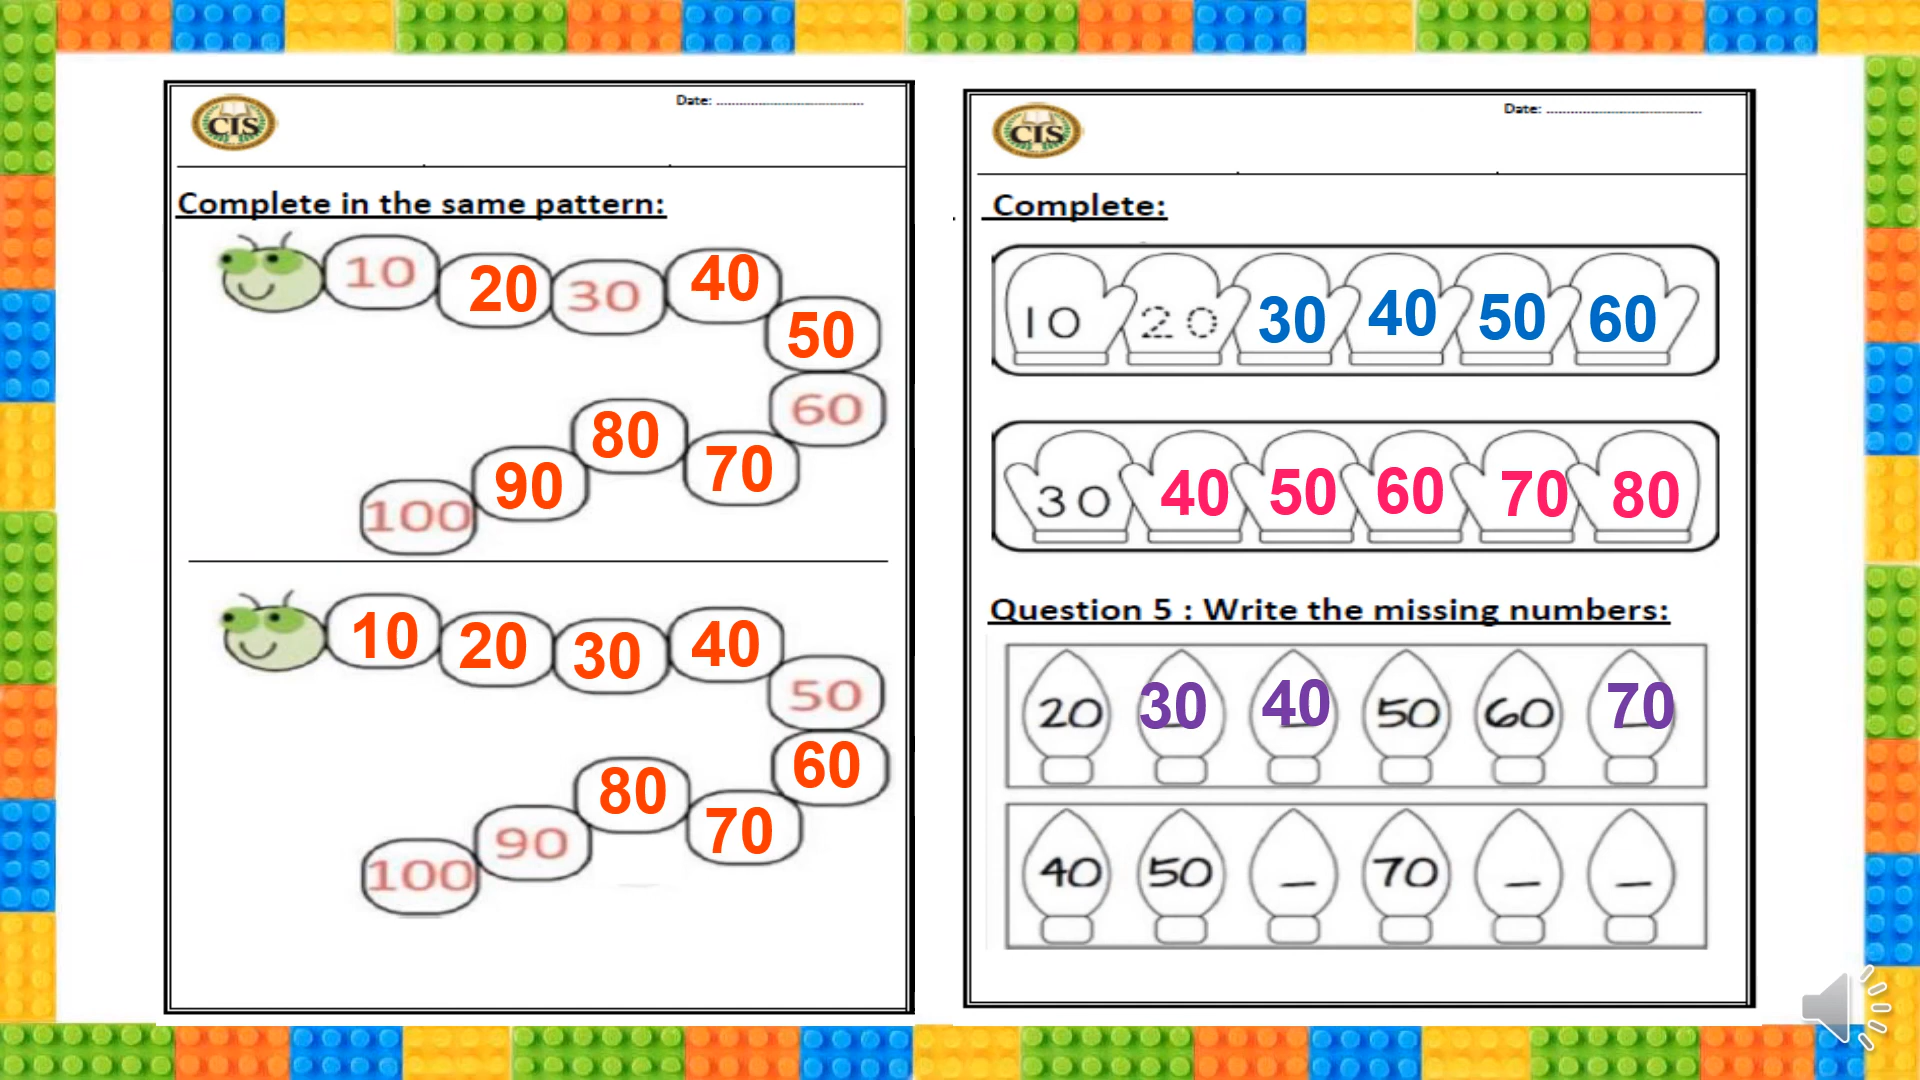 CIS
Date: ......................................
Complete in the same pattern:
10 20 30 40
50
60
100 90 80 70
10 20 30 40
50
60
100 90 80 70
CIS
Date: ......................................
Complete:
10 20 30 40 50 60
30 40 50 60 70 80
Question 5 : Write the missing numbers:
20 30 40 50 60 70
40 50 _ 70 _ _